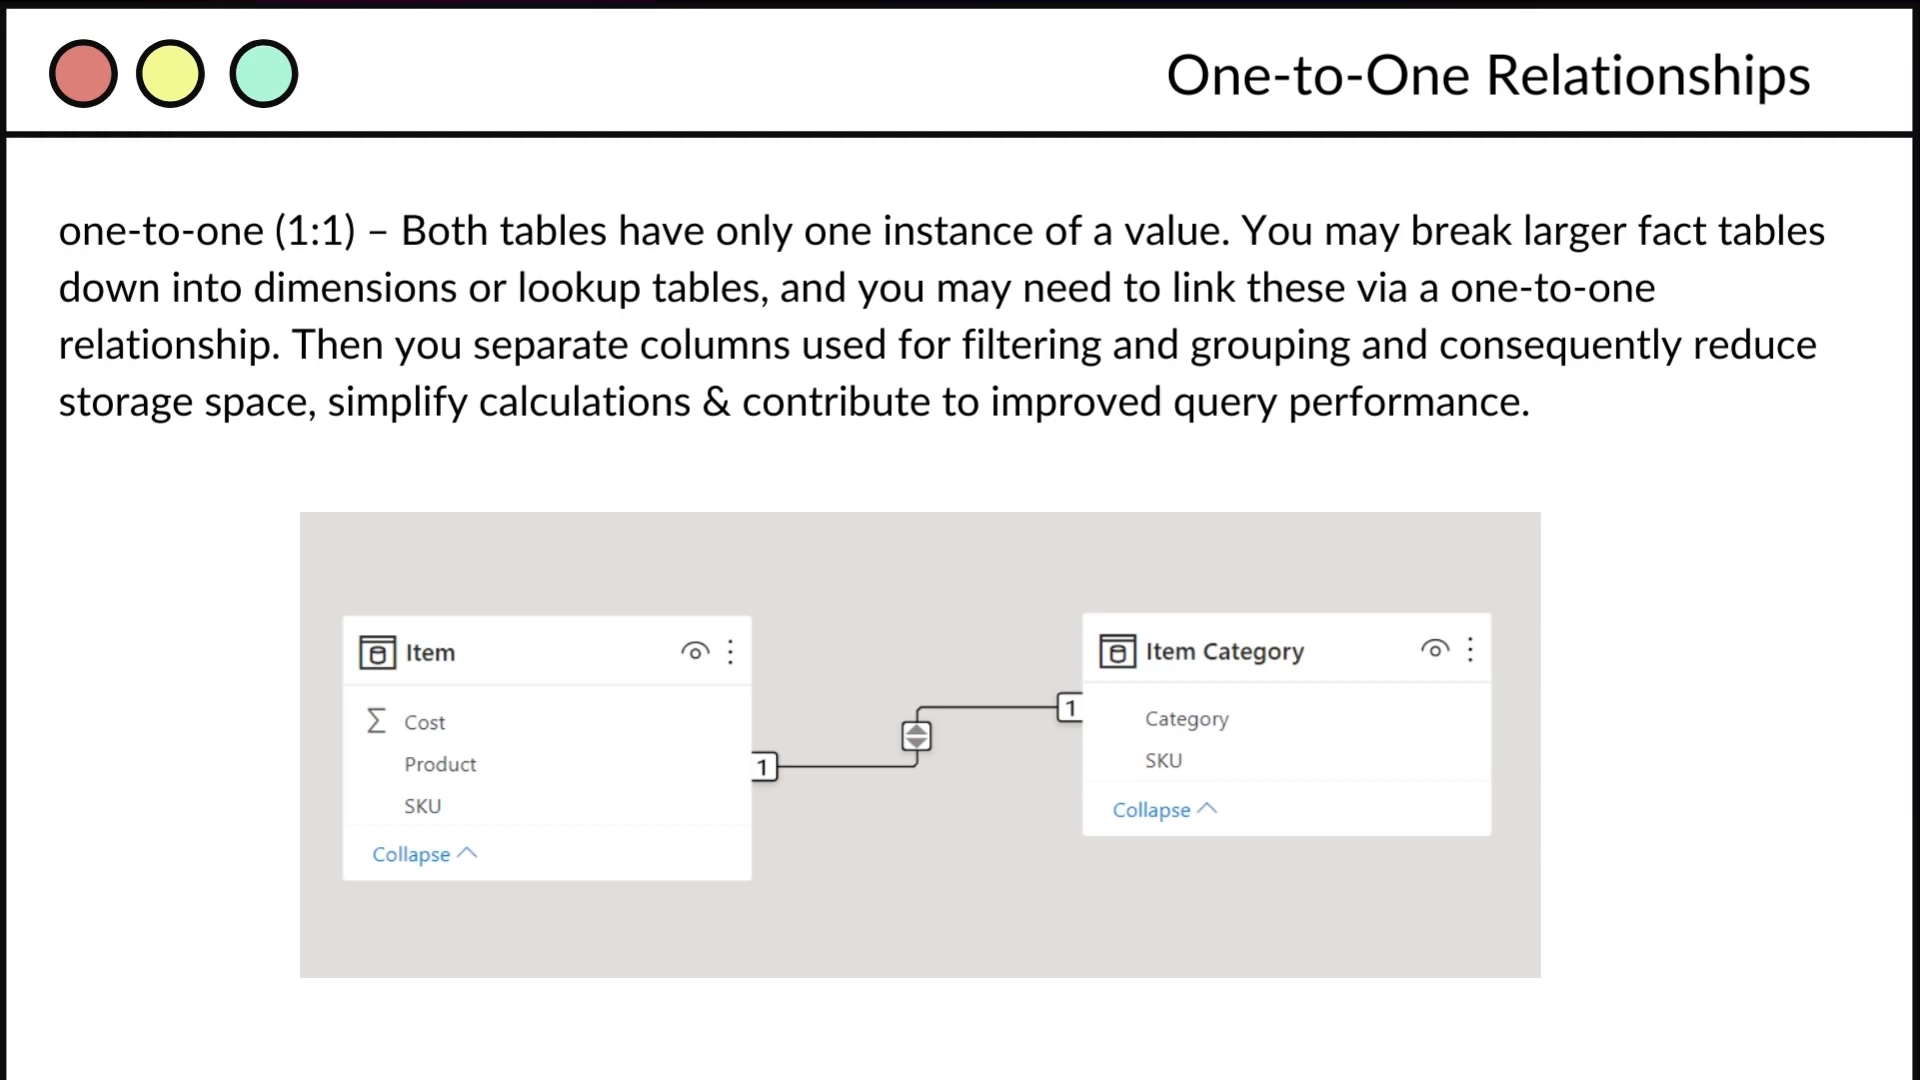 One-to-One Relationships
one-to-one (1:1) – Both tables have only one instance of a value. You may break larger fact tables
down into dimensions or lookup tables, and you may need to link these via a one-to-one
relationship. Then you separate columns used for filtering and grouping and consequently reduce
storage space, simplify calculations & contribute to improved query performance.
Item
Σ Cost
Product
SKU
Collapse
1
1
Item Category
Category
SKU
Collapse